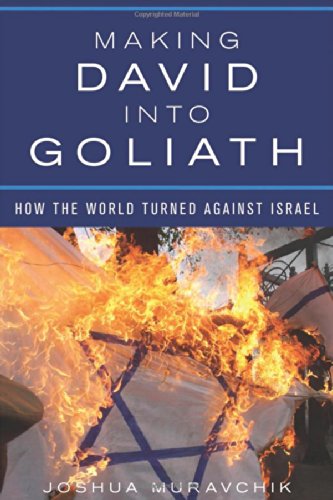 MAKING
DAVID
INTO
GOLIATH
HOW THE WORLD TURNED AGAINST ISRAEL
JOSHUA MURAVCHIK